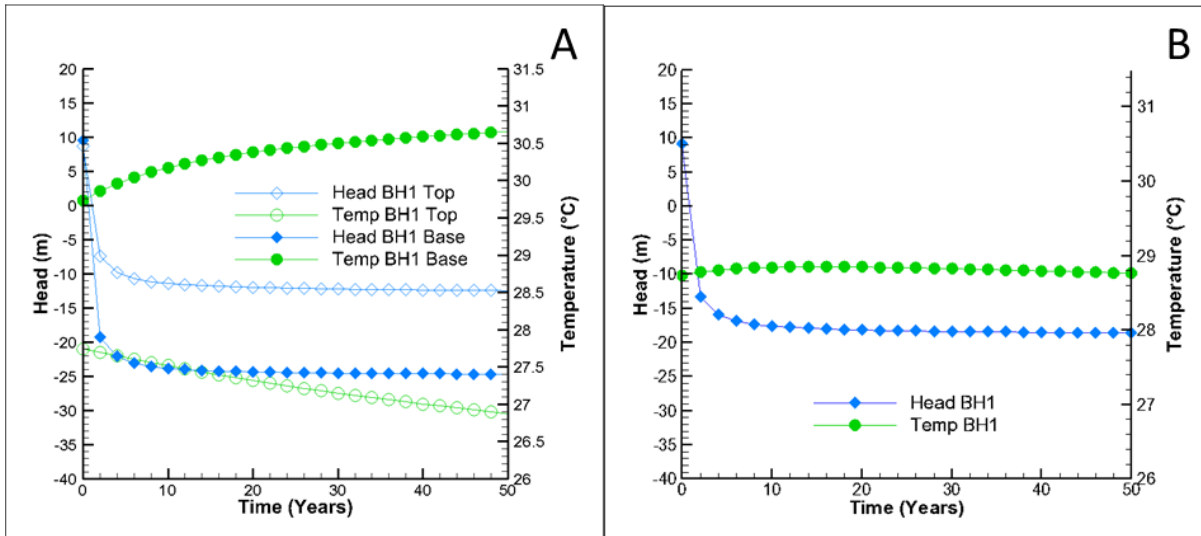 A
20
15
10
5
0
-5
-10
-15
-20
-25
-30
-35
-40
Head (m)
31.5
31
30.5
30
29.5
29
28.5
28
27.5
27
26.5
26
Temperature (°C)
Head BH1 Top
Temp BH1 Top
Head BH1 Base
Temp BH1 Base
0 10 20 30 40 50
Time (Years)
B
20
15
10
5
0
-5
-10
-15
-20
-25
-30
-35
-40
Head (m)
31
30
29
28
27
26
Temperature (°C)
Head BH1
Temp BH1
0 10 20 30 40 50
Time (Years)